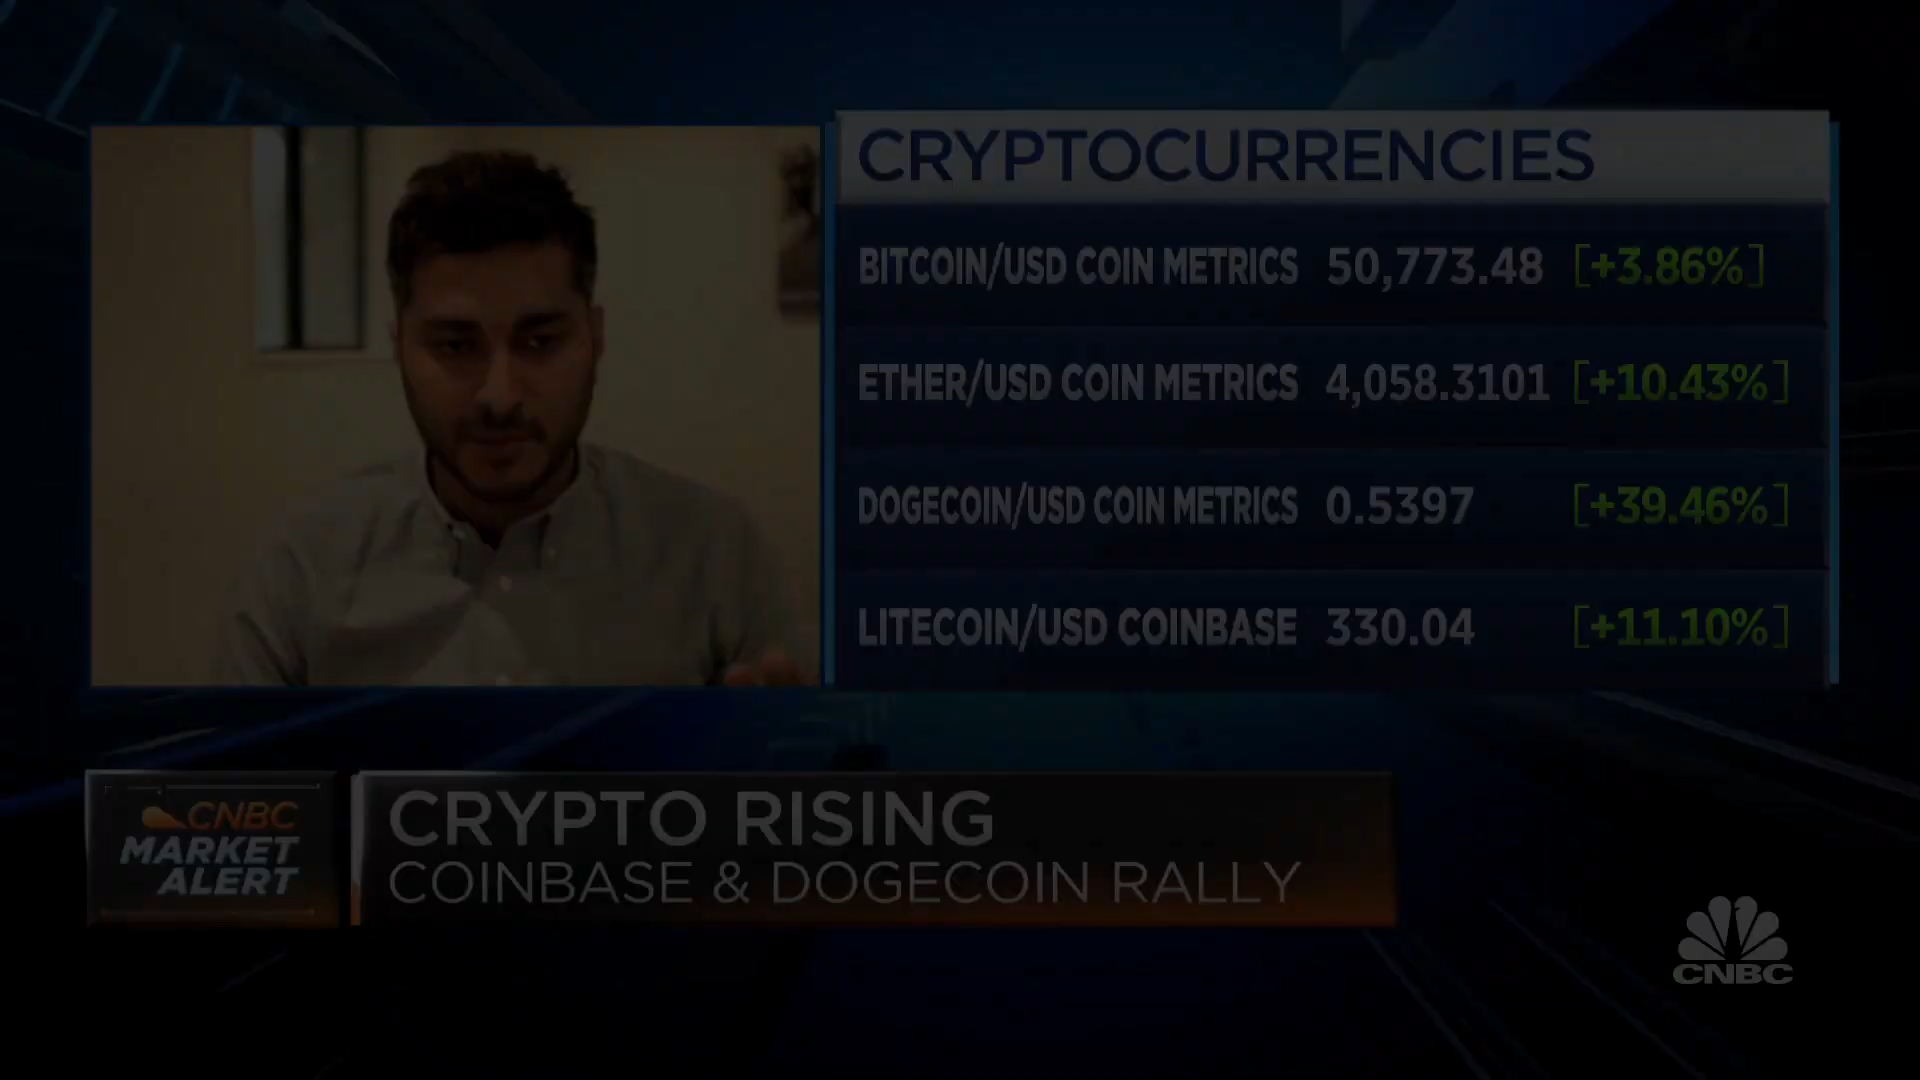 CRYPTOCURRENCIES
BITCOIN/USD COIN METRICS 50,773.48 [+3.86%]
ETHER/USD COIN METRICS 4,058.3101 [+10.43%]
DOGECOIN/USD COIN METRICS 0.5397 [+39.46%]
LITECOIN/USD COINBASE 330.04 [+11.10%]
CNBC
MARKET
ALERT
CRYPTO RISING
COINBASE & DOGECOIN RALLY
CNBC